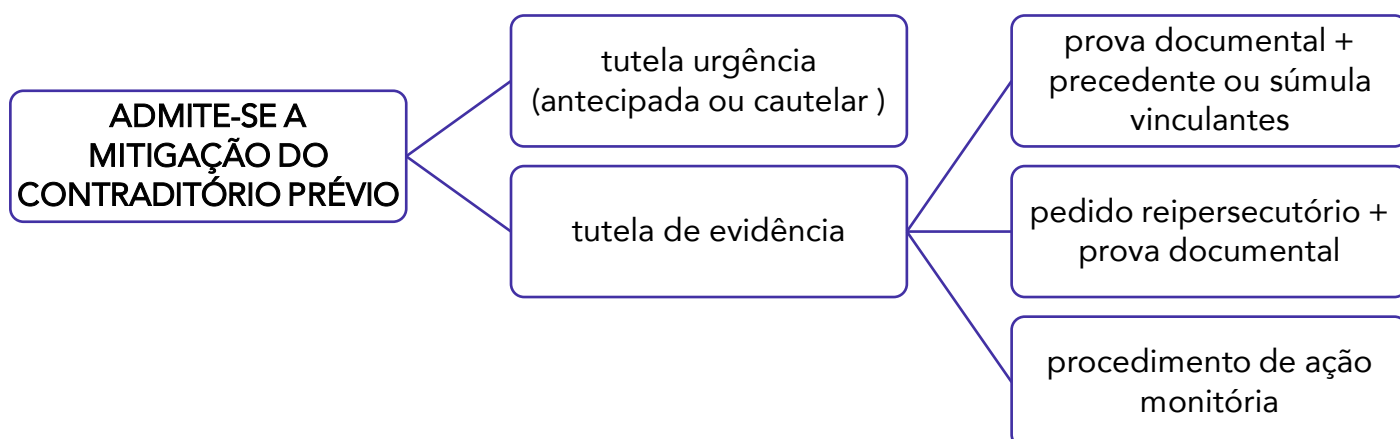 ADMITE-SE A
MITIGAÇÃO DO
CONTRADITÓRIO PRÉVIO
tutela urgência
(antecipada ou cautelar )
tutela de evidência
prova documental +
precedente ou súmula
vinculantes
pedido reipersecutório +
prova documental
procedimento de ação
monitória